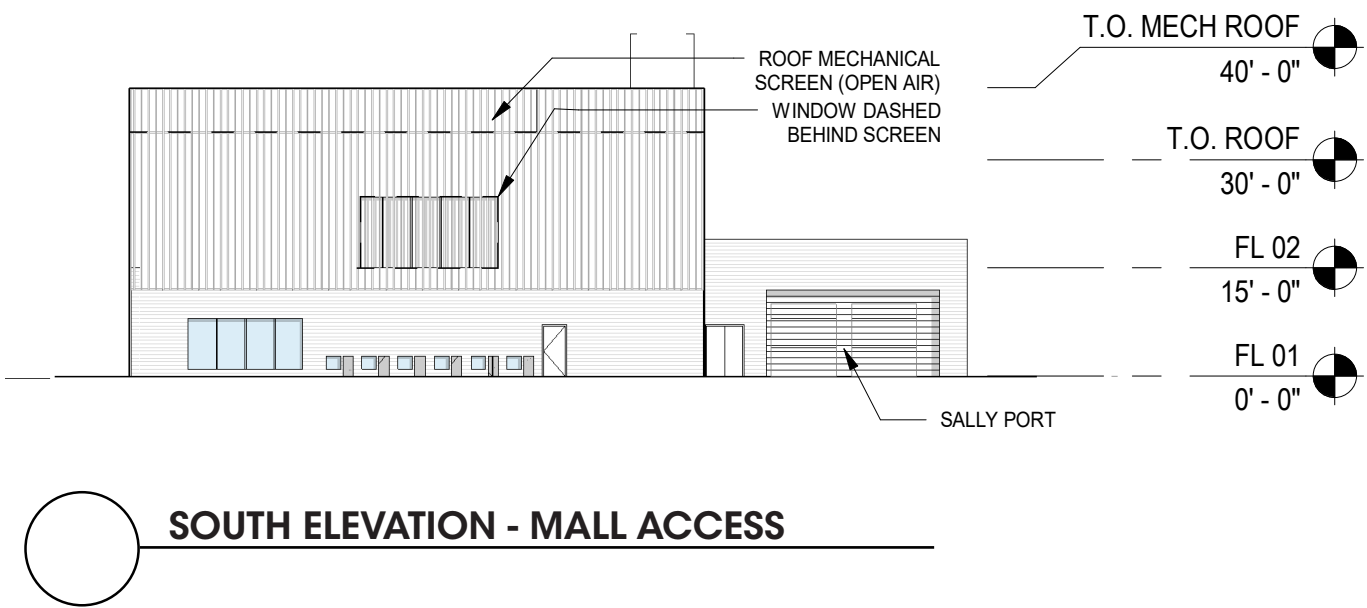 T.O. MECH ROOF
40' - 0"
ROOF MECHANICAL
SCREEN (OPEN AIR)
WINDOW DASHED
BEHIND SCREEN
T.O. ROOF
30' - 0"
FL 02
15' - 0"
FL 01
0' - 0"
SALLY PORT
SOUTH ELEVATION - MALL ACCESS